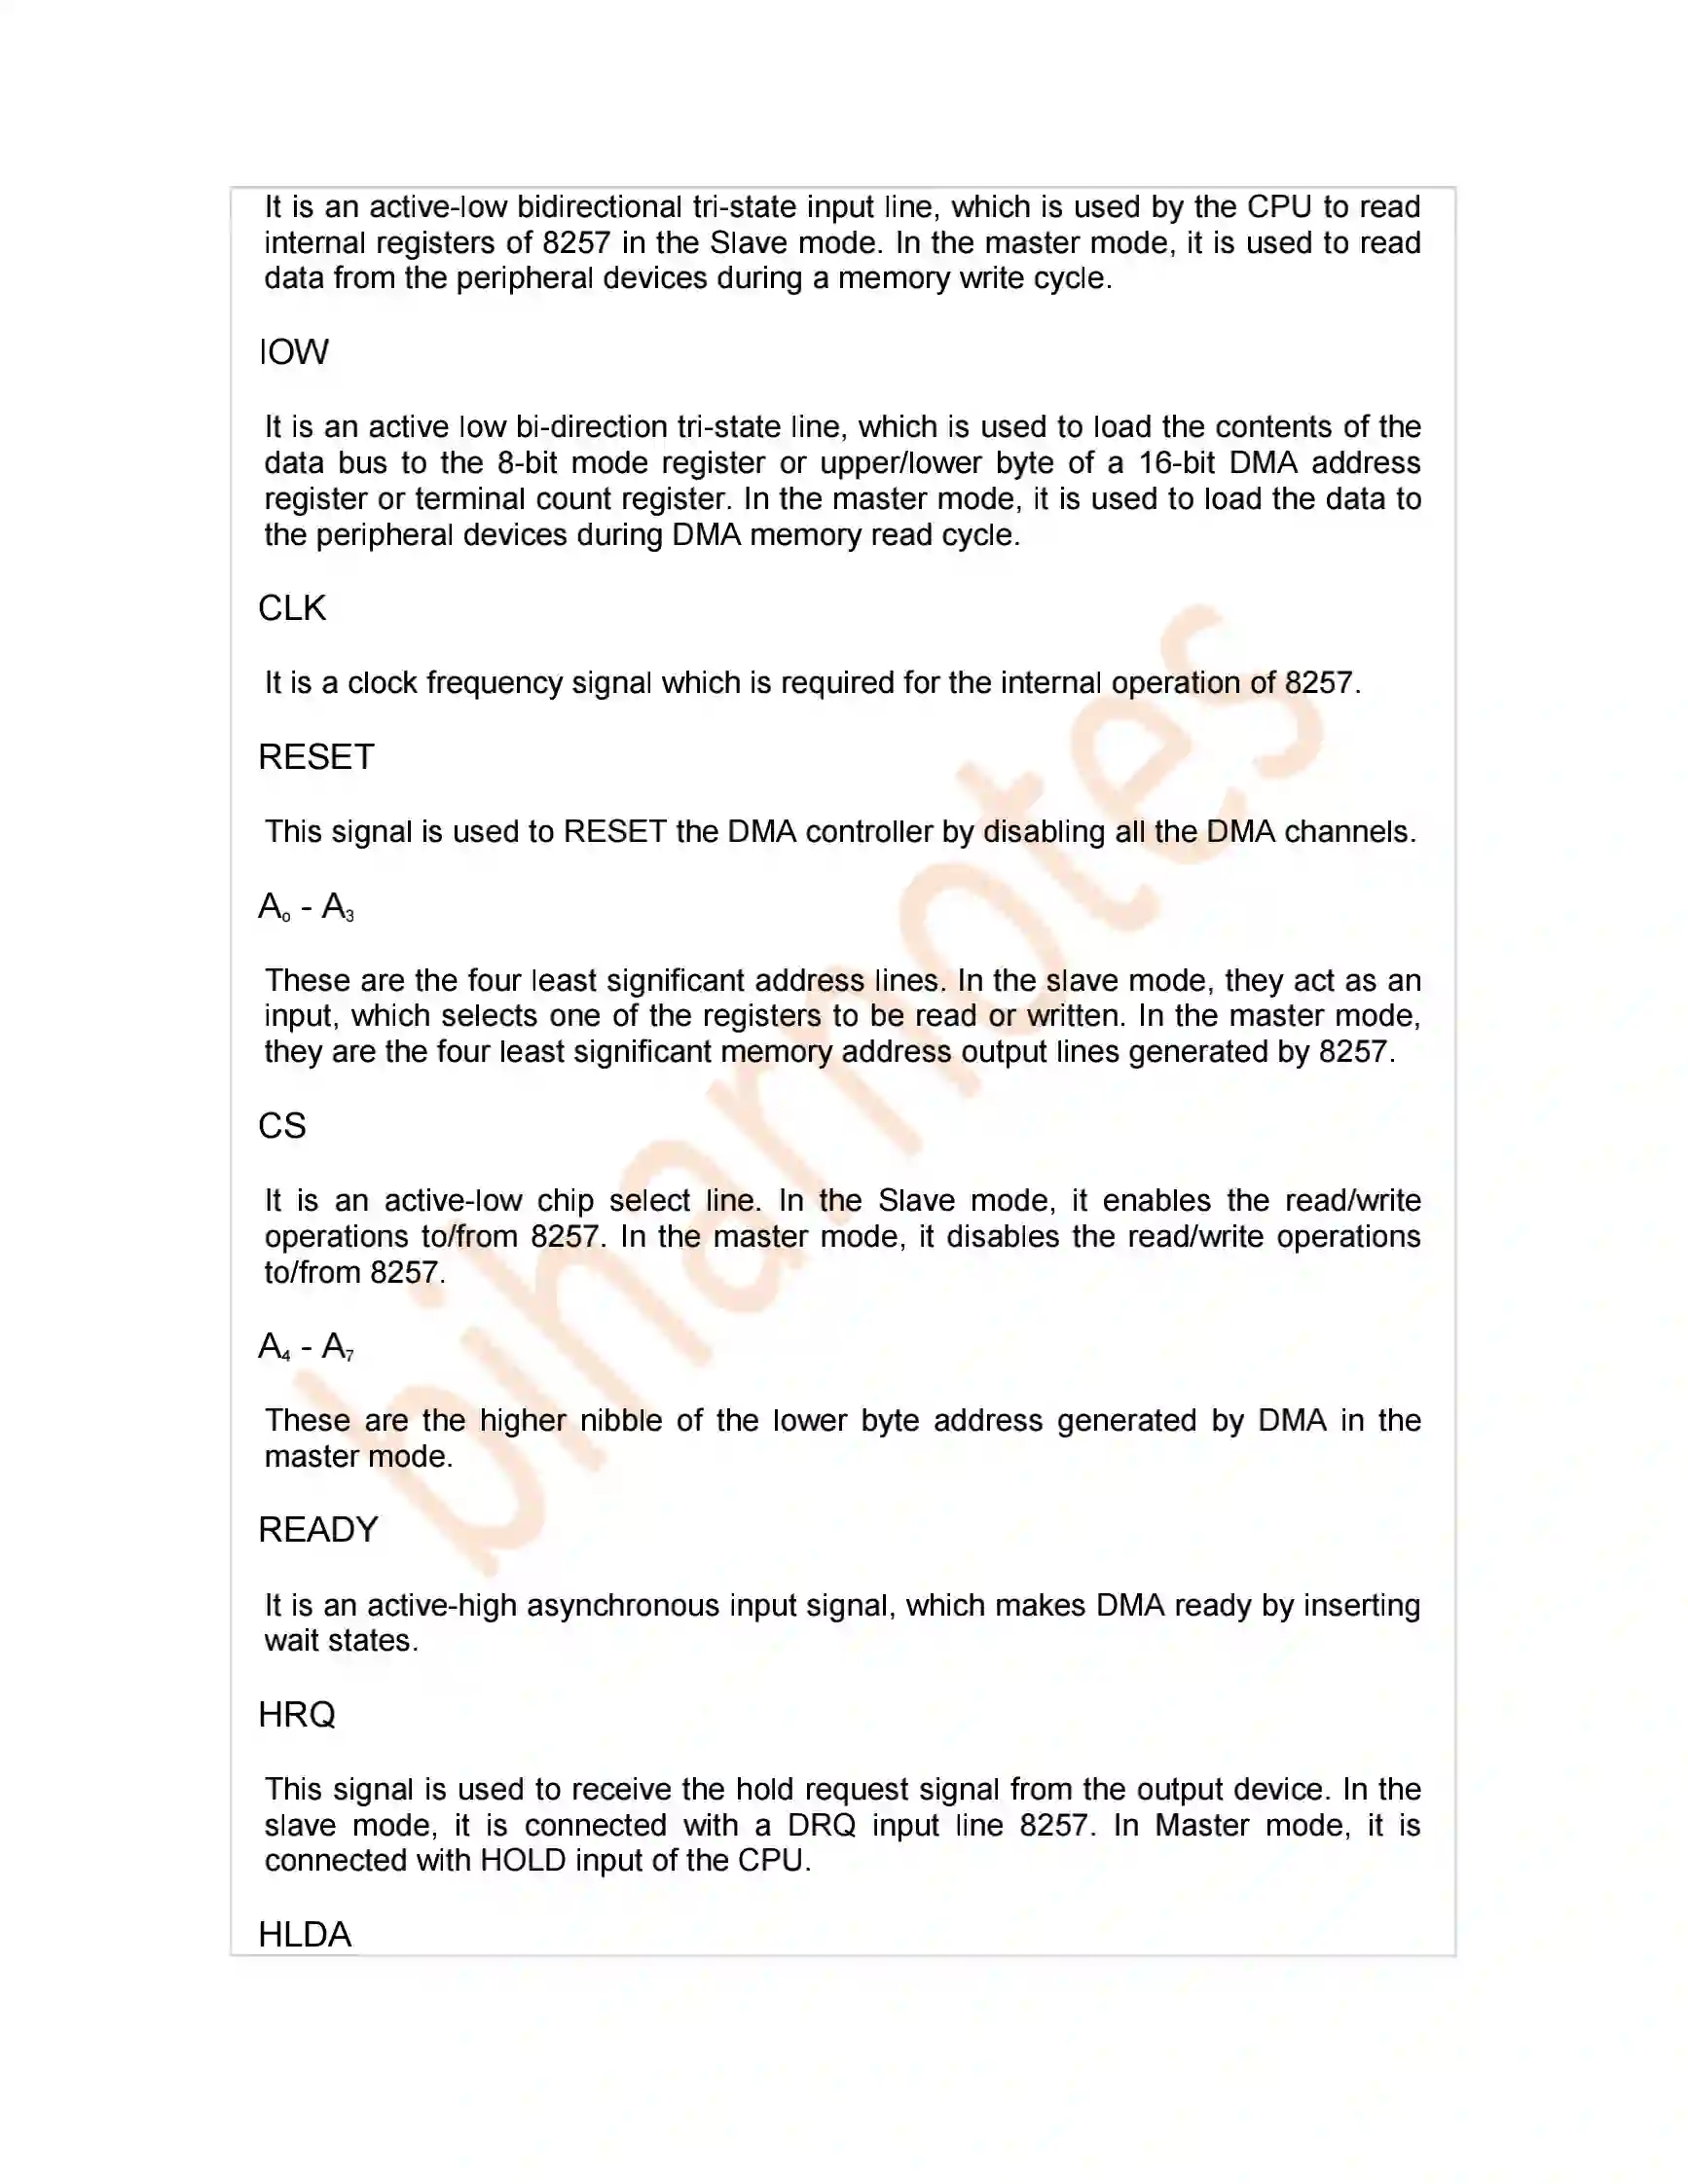 It is an active-low bidirectional tri-state input line, which is used by the CPU to read
internal registers of 8257 in the Slave mode. In the master mode, it is used to read
data from the peripheral devices during a memory write cycle.
IOW
It is an active low bi-direction tri-state line, which is used to load the contents of the
data bus to the 8-bit mode register or upper/lower byte of a 16-bit DMA address
register or terminal count register. In the master mode, it is used to load the data to
the peripheral devices during DMA memory read cycle.
CLK
It is a clock frequency signal which is required for the internal operation of 8257.
RESET
This signal is used to RESET the DMA controller by disabling all the DMA channels.
Aₒ - A₃
These are the four least significant address lines. In the slave mode, they act as an
input, which selects one of the registers to be read or written. In the master mode,
they are the four least significant memory address output lines generated by 8257.
CS
It is an active-low chip select line. In the Slave mode, it enables the read/write
operations to/from 8257. In the master mode, it disables the read/write operations
to/from 8257.
A₄ - A₇
These are the higher nibble of the lower byte address generated by DMA in the
master mode.
READY
It is an active-high asynchronous input signal, which makes DMA ready by inserting
wait states.
HRQ
This signal is used to receive the hold request signal from the output device. In the
slave mode, it is connected with a DRQ input line 8257. In Master mode, it is
connected with HOLD input of the CPU.
HLDA
biharnotes